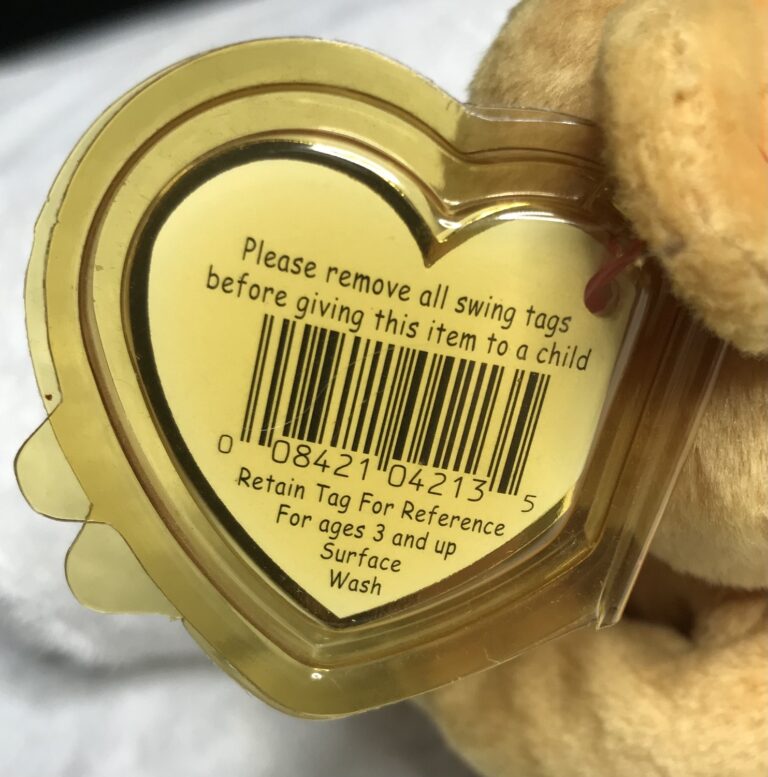 Please remove all swing tags
before giving this item to a child
0 08421 04213 5
Retain Tag For Reference
For ages 3 and up
Surface
Wash